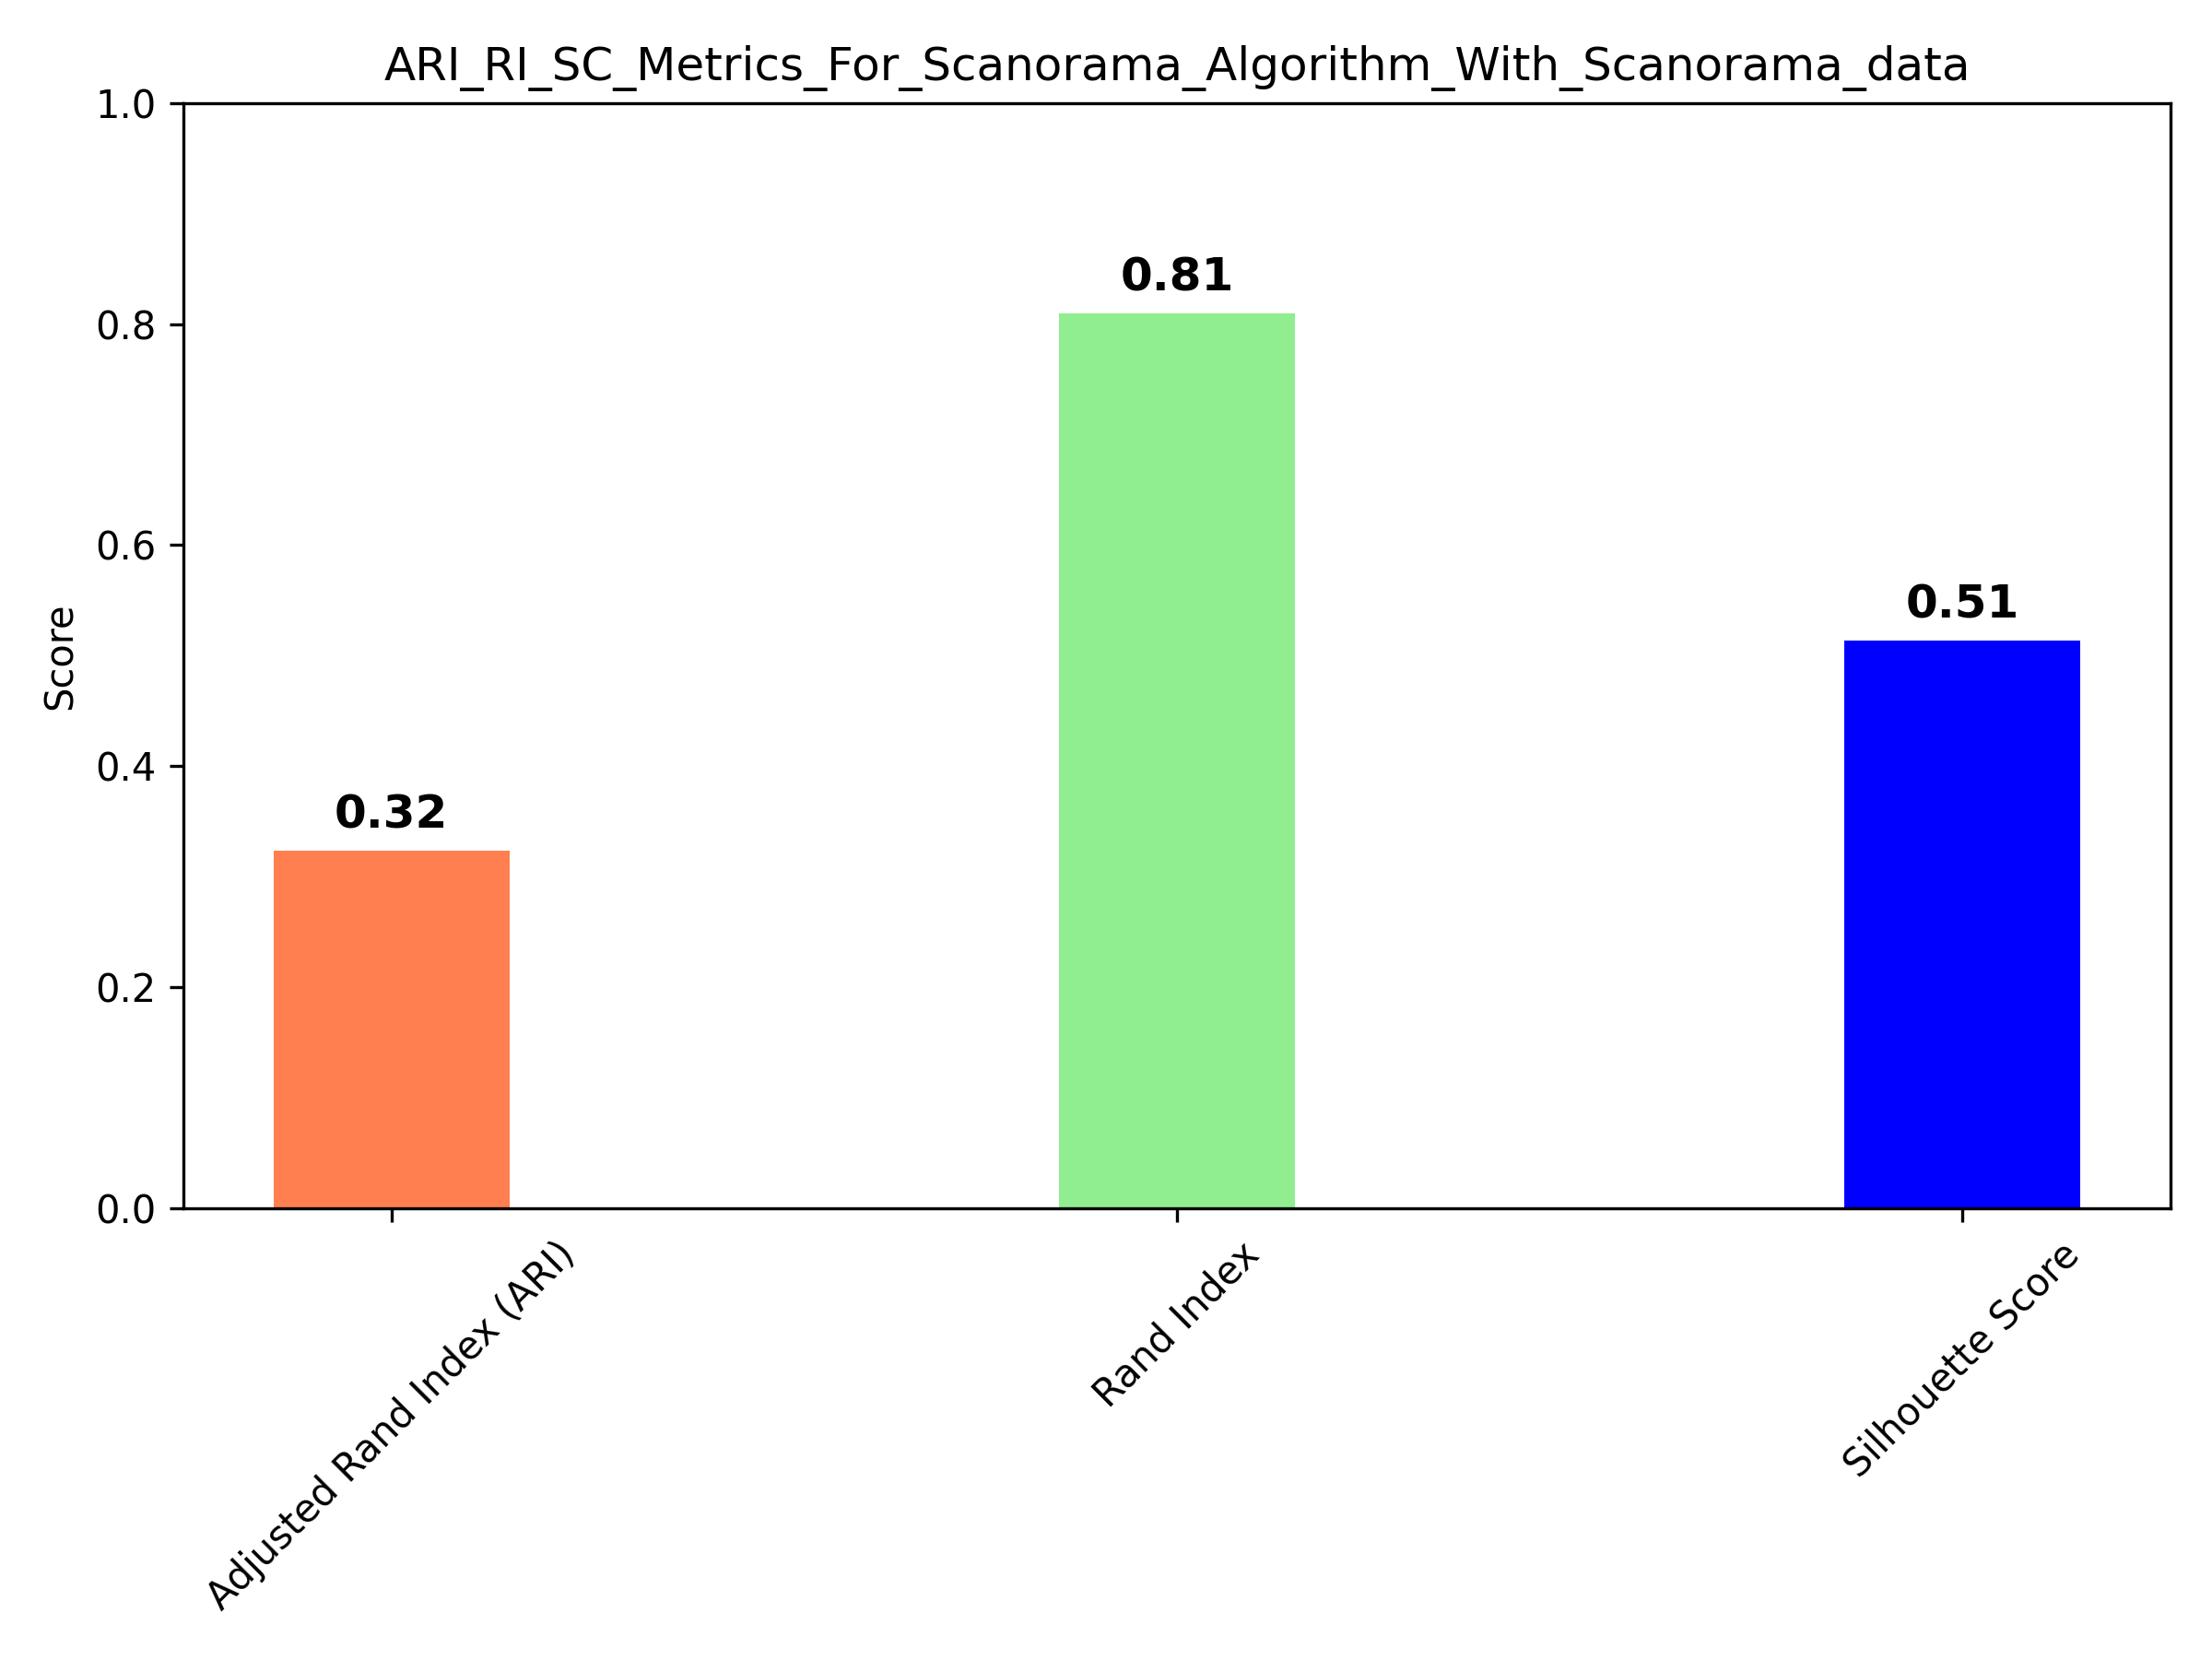 ARI_RI_SC_Metrics_For_Scanorama_Algorithm_With_Scanorama_data
1.0
0.8
0.6
0.4
0.2
0.0
Score
0.32
0.81
0.51
Adjusted Rand Index (ARI)
Rand Index
Silhouette Score